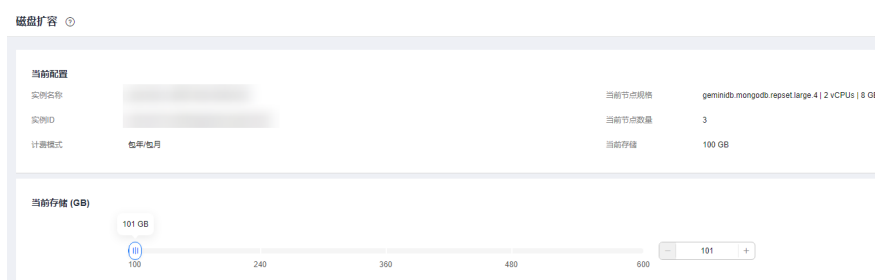 磁盘扩容 ?
当前配置
实例名称
当前节点规格 geminidb.mongodb.repset.large.4 | 2 vCPUs | 8 GB
实例ID
当前节点数量 3
计费模式 包年/包月
当前存储 100 GB
当前存储 (GB)
101 GB
100 240 360 480 600
− 101 +